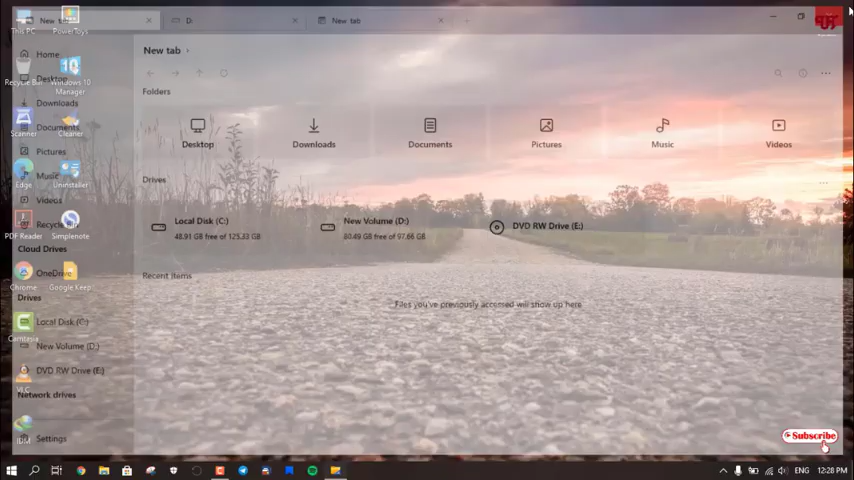 New tab
D:
New tab
This PC
PowerToys
Home
New tab
Recycle Bin
Windows 10
Manager
Desktop
Downloads
Folders
Scanner
Cleaner
Documents
Desktop
Downloads
Documents
Pictures
Music
Videos
Pictures
Edge
Music
Uninstaller
Drives
Videos
PDF Reader
Simplenote
Local Disk (C:)
48.91 GB free of 125.33 GB
New Volume (D:)
80.49 GB free of 97.66 GB
DVD RW Drive (E:)
Cloud Drives
OneDrive
Chrome
Google Keep
Recent items
Drives
Files you've previously accessed will show up here
Local Disk (C:)
Camtasia
New Volume (D:)
DVD RW Drive (E:)
VLC
Network drives
IDM
Settings
Subscribe
ENG
12:28 PM